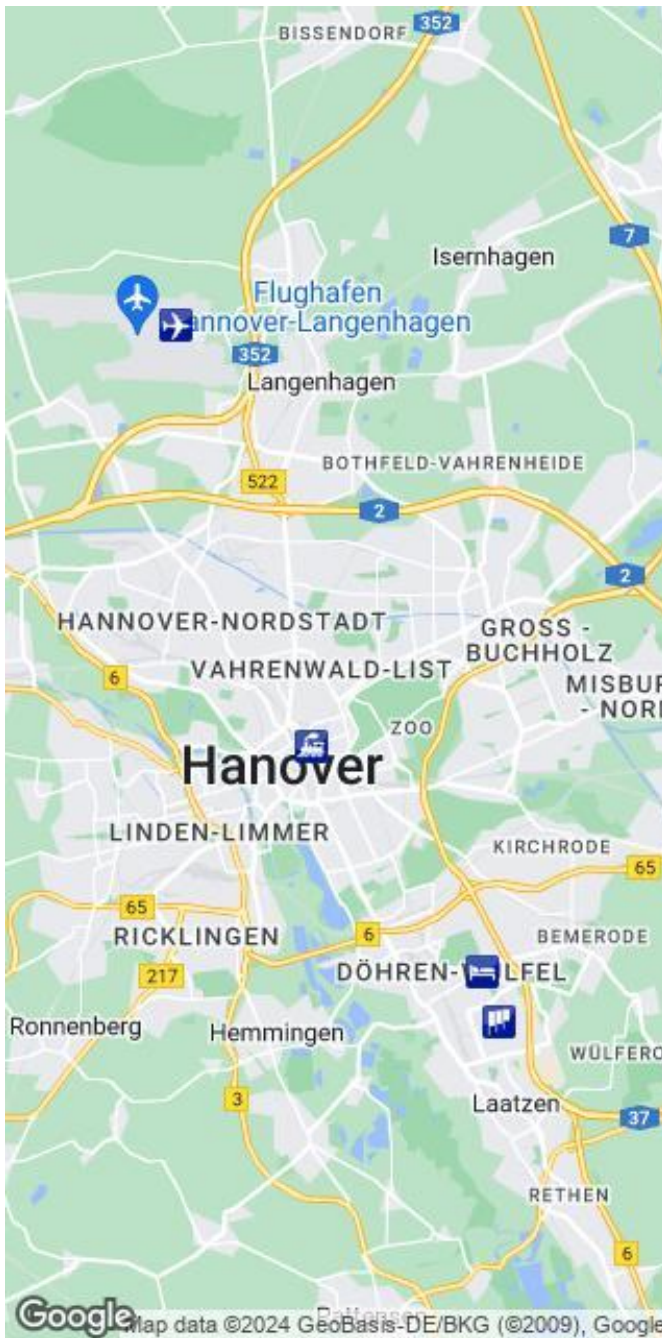 352
BISSENDORF
7
Isernhagen
Flughafen
annover-Langenhagen
352
Langenhagen
BOTHFELD-VAHRENHEIDE
522
2
2
HANNOVER-NORDSTADT
GROSS -
BUCHHOLZ
VAHRENWALD-LIST
6
MISBUR
- NORD
ZOO
Hanover
LINDEN-LIMMER
KIRCHRODE
65
65
6
RICKLINGEN
BEMERODE
217
DÖHREN-W LFEL
Ronnenberg
Hemmingen
WÜLFERO
3
Laatzen
37
RETHEN
6
Pattensen
Google
Map data ©2024 GeoBasis-DE/BKG (©2009), Google